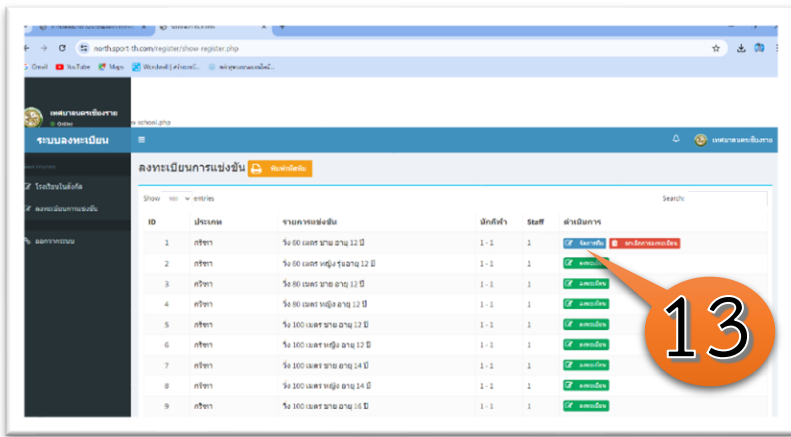 north.sport-th.com/register/show-register.php
Gmail YouTube Maps
เทศบาลนครเชียงราย
Online
w-school.php
ระบบลงทะเบียน
เทศบาลนครเชียงราย
ลงทะเบียนการแข่งขัน
โรงเรียนในสังกัด
ลงทะเบียนการแข่งขัน
ออกจากระบบ
Show 100 entries Search:
ID ประเภท รายการแข่งขัน นักกีฬา Staff ดำเนินการ
1 กรีฑา วิ่ง 60 เมตร ชาย อายุ 12 ปี 1 - 1 1 จัดการทีม ยกเลิกการลงทะเบียน
2 กรีฑา วิ่ง 60 เมตร หญิง รุ่นอายุ 12 ปี 1 - 1 1 ลงทะเบียน
3 กรีฑา วิ่ง 80 เมตร ชาย อายุ 12 ปี 1 - 1 1 ลงทะเบียน
4 กรีฑา วิ่ง 80 เมตร หญิง อายุ 12 ปี 1 - 1 1 ลงทะเบียน
5 กรีฑา วิ่ง 100 เมตร ชาย อายุ 12 ปี 1 - 1 1 ลงทะเบียน
6 กรีฑา วิ่ง 100 เมตร หญิง อายุ 12 ปี 1 - 1 1 ลงทะเบียน
7 กรีฑา วิ่ง 100 เมตร ชาย อายุ 14 ปี 1 - 1 1 ลงทะเบียน
8 กรีฑา วิ่ง 100 เมตร หญิง อายุ 14 ปี 1 - 1 1 ลงทะเบียน
9 กรีฑา วิ่ง 100 เมตร ชาย อายุ 16 ปี 1 - 1 1 ลงทะเบียน
13